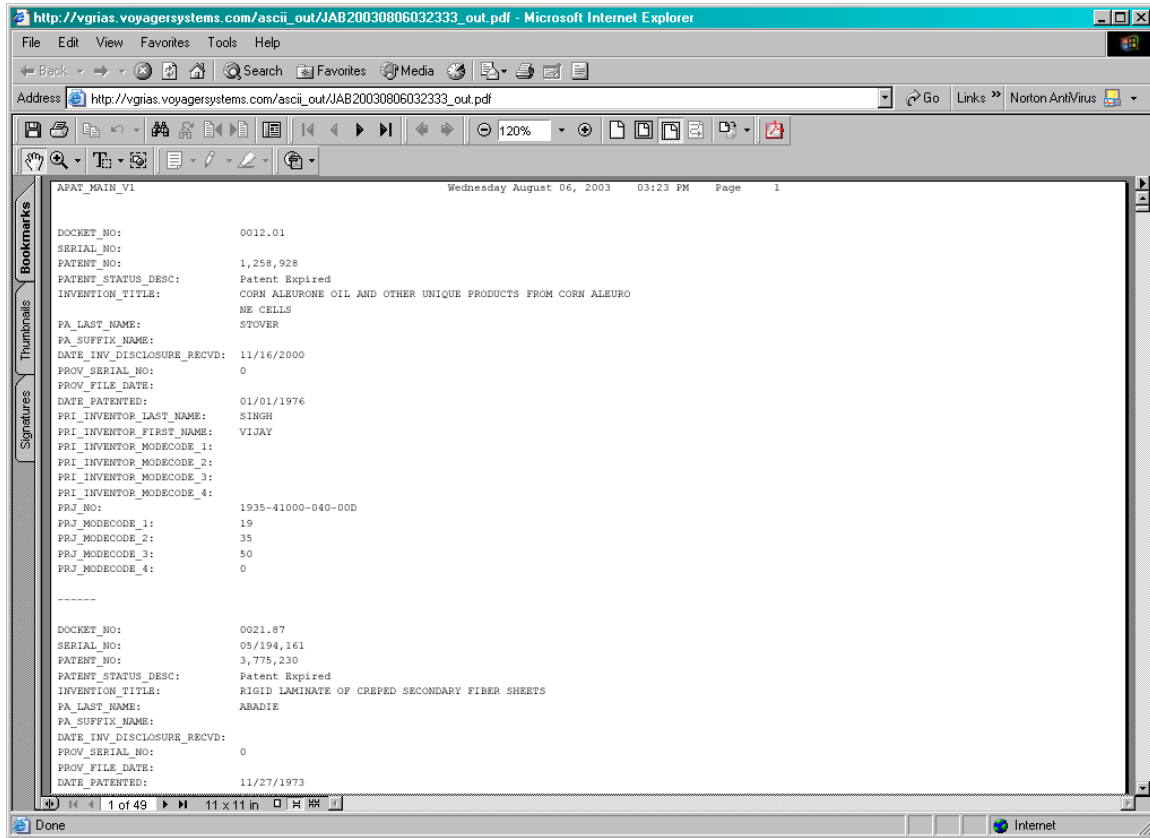 http://vgrias.voyagersystems.com/ascii_out/JAB20030806032333_out.pdf - Microsoft Internet Explorer
File Edit View Favorites Tools Help
Back Search Favorites Media
Address http://vgrias.voyagersystems.com/ascii_out/JAB20030806032333_out.pdf Go Links » Norton AntiVirus
120%
Bookmarks
Thumbnails
Signatures
APAT_MAIN_V1 Wednesday August 06, 2003 03:23 PM Page 1
DOCKET_NO: 0012.01
SERIAL_NO:
PATENT_NO: 1,258,928
PATENT_STATUS_DESC: Patent Expired
INVENTION_TITLE: CORN ALEURONE OIL AND OTHER UNIQUE PRODUCTS FROM CORN ALEURO
NE CELLS
PA_LAST_NAME: STOVER
PA_SUFFIX_NAME:
DATE_INV_DISCLOSURE_RECVD: 11/16/2000
PROV_SERIAL_NO: 0
PROV_FILE_DATE:
DATE_PATENTED: 01/01/1976
PRI_INVENTOR_LAST_NAME: SINGH
PRI_INVENTOR_FIRST_NAME: VIJAY
PRI_INVENTOR_MODECODE_1:
PRI_INVENTOR_MODECODE_2:
PRI_INVENTOR_MODECODE_3:
PRI_INVENTOR_MODECODE_4:
PRJ_NO: 1935-41000-040-00D
PRJ_MODECODE_1: 19
PRJ_MODECODE_2: 35
PRJ_MODECODE_3: 50
PRJ_MODECODE_4: 0
------
DOCKET_NO: 0021.87
SERIAL_NO: 05/194,161
PATENT_NO: 3,775,230
PATENT_STATUS_DESC: Patent Expired
INVENTION_TITLE: RIGID LAMINATE OF CREPED SECONDARY FIBER SHEETS
PA_LAST_NAME: ABADIE
PA_SUFFIX_NAME:
DATE_INV_DISCLOSURE_RECVD:
PROV_SERIAL_NO: 0
PROV_FILE_DATE:
DATE_PATENTED: 11/27/1973
1 of 49 11 x 11 in
Done Internet